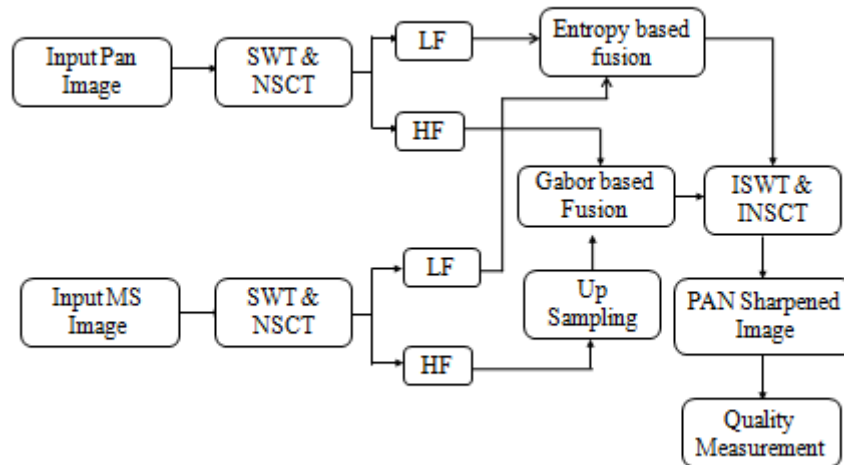 Input Pan
Image
SWT &
NSCT
LF
HF
Entropy based
fusion
Gabor based
Fusion
ISWT &
INSCT
Input MS
Image
SWT &
NSCT
LF
HF
Up
Sampling
PAN Sharpened
Image
Quality
Measurement